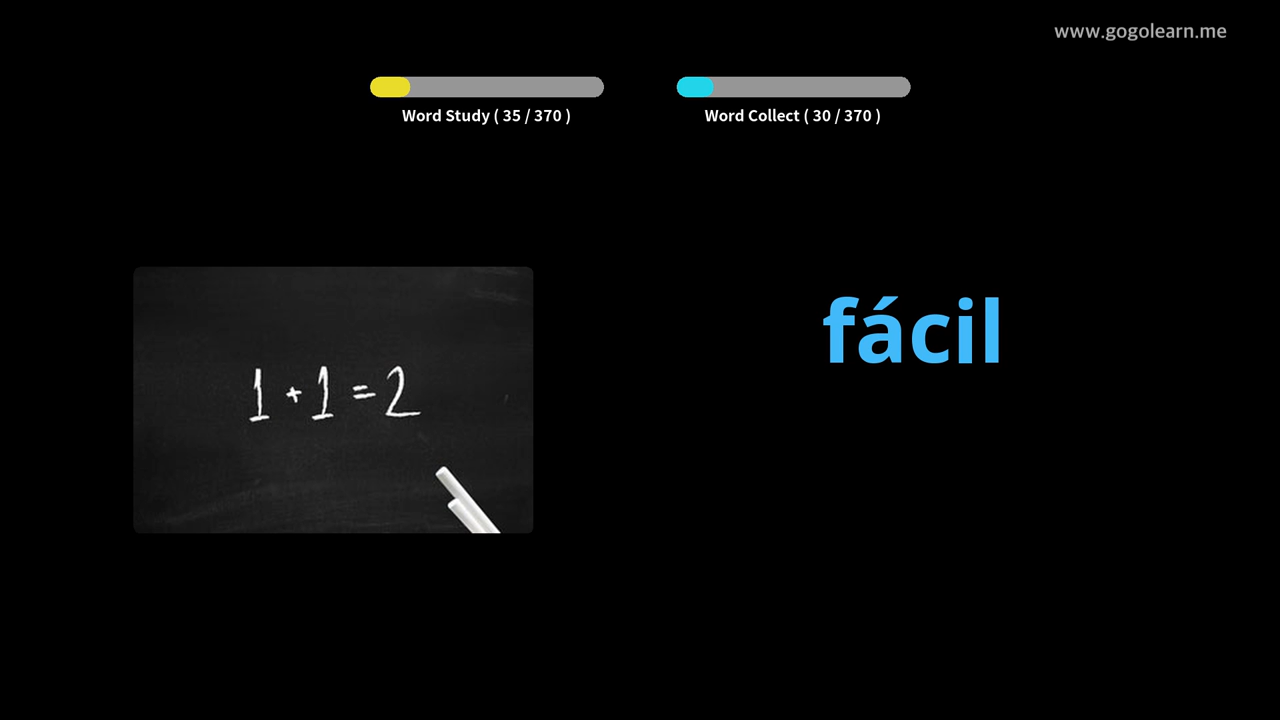 www.gogolearn.me
Word Study ( 35 / 370 )
Word Collect ( 30 / 370 )
1 + 1 = 2
fácil